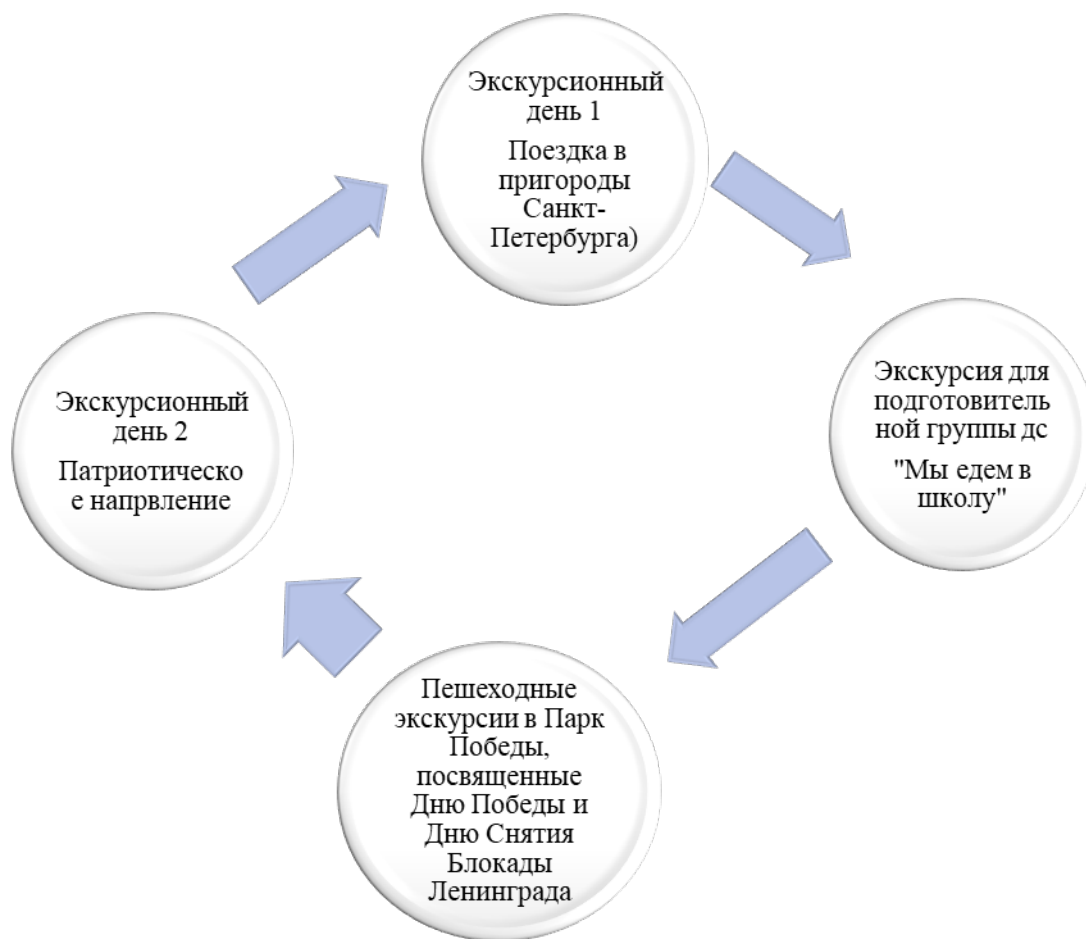 Экскурсионный
день 1
Поездка в
пригороды
Санкт-
Петербурга)
Экскурсия для
подготовитель
ной группы дс
"Мы едем в
школу"
Пешеходные
экскурсии в Парк
Победы,
посвященные
Дню Победы и
Дню Снятия
Блокады
Ленинграда
Экскурсионный
день 2
Патриотическо
е напрвление